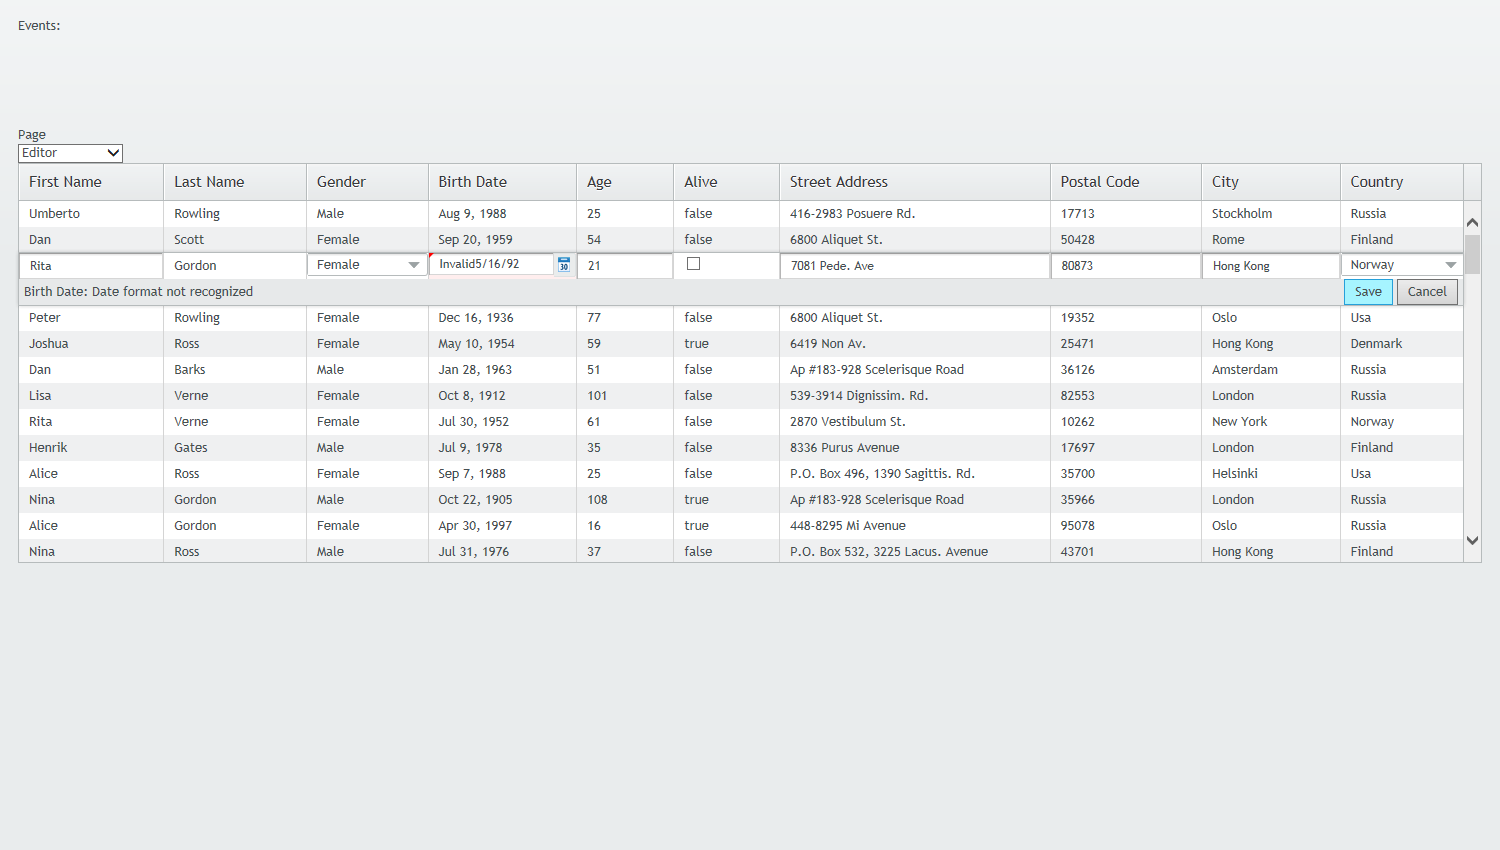 Events:
Page
Editor
First Name Last Name Gender Birth Date Age Alive Street Address Postal Code City Country
Umberto Rowling Male Aug 9, 1988 25 false 416-2983 Posuere Rd. 17713 Stockholm Russia
Dan Scott Female Sep 20, 1959 54 false 6800 Aliquet St. 50428 Rome Finland
Rita Gordon Female Invalid5/16/92 30 21 7081 Pede. Ave 80873 Hong Kong Norway
Birth Date: Date format not recognized Save Cancel
Peter Rowling Female Dec 16, 1936 77 false 6800 Aliquet St. 19352 Oslo Usa
Joshua Ross Female May 10, 1954 59 true 6419 Non Av. 25471 Hong Kong Denmark
Dan Barks Male Jan 28, 1963 51 false Ap #183-928 Scelerisque Road 36126 Amsterdam Russia
Lisa Verne Female Oct 8, 1912 101 false 539-3914 Dignissim. Rd. 82553 London Russia
Rita Verne Female Jul 30, 1952 61 false 2870 Vestibulum St. 10262 New York Norway
Henrik Gates Male Jul 9, 1978 35 false 8336 Purus Avenue 17697 London Finland
Alice Ross Female Sep 7, 1988 25 false P.O. Box 496, 1390 Sagittis. Rd. 35700 Helsinki Usa
Nina Gordon Male Oct 22, 1905 108 true Ap #183-928 Scelerisque Road 35966 London Russia
Alice Gordon Female Apr 30, 1997 16 true 448-8295 Mi Avenue 95078 Oslo Russia
Nina Ross Male Jul 31, 1976 37 false P.O. Box 532, 3225 Lacus. Avenue 43701 Hong Kong Finland